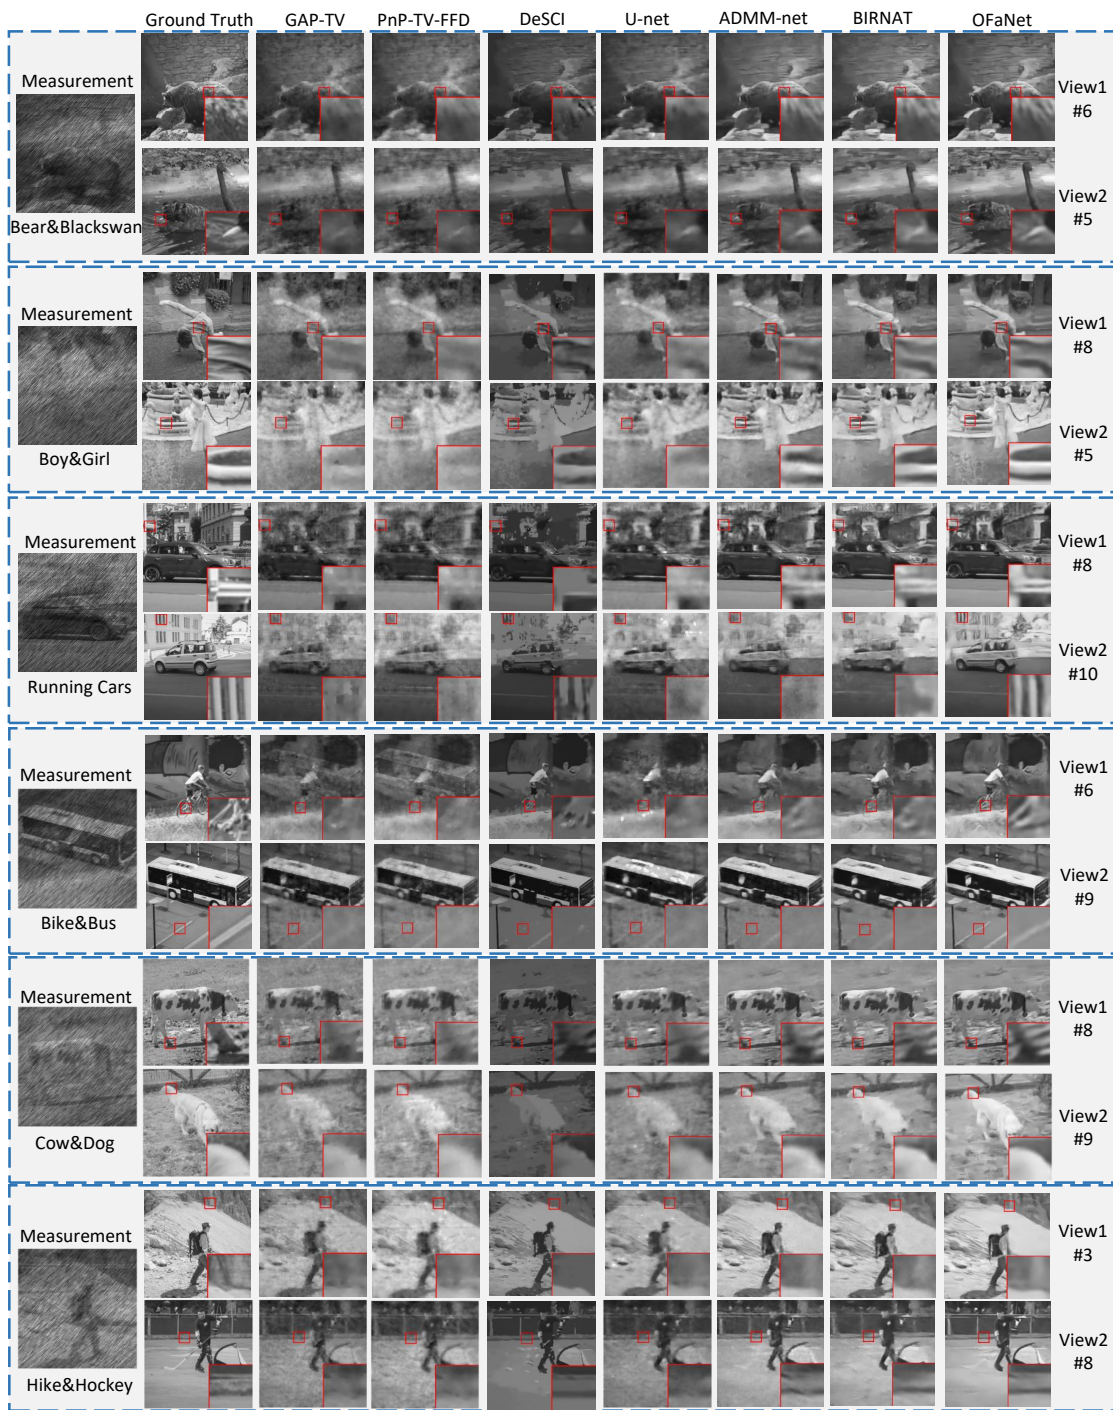 Ground Truth GAP-TV PnP-TV-FFD DeSCI U-net ADMM-net BIRNAT OFaNet
Measurement
Bear&Blackswan
View1
#6
View2
#5
Measurement
Boy&Girl
View1
#8
View2
#5
Measurement
Running Cars
View1
#8
View2
#10
Measurement
Bike&Bus
View1
#6
View2
#9
Measurement
Cow&Dog
View1
#8
View2
#9
Measurement
Hike&Hockey
View1
#3
View2
#8